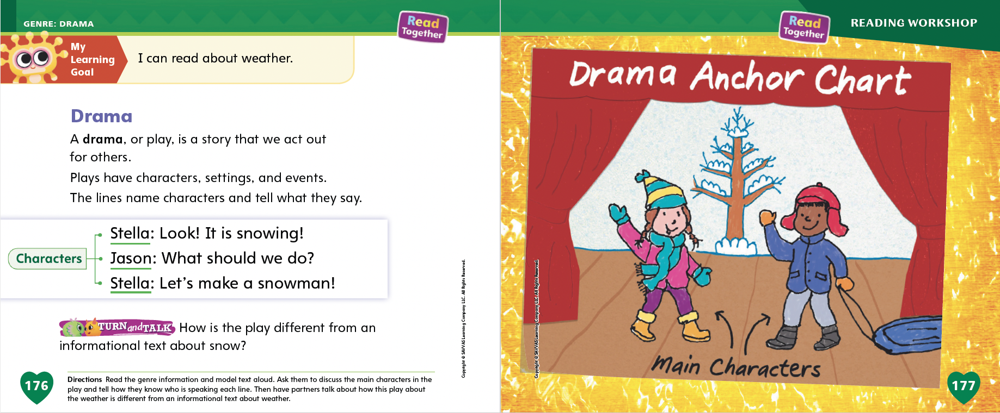 GENRE: DRAMA
Read
Together
My
Learning
Goal
I can read about weather.
Drama
A drama, or play, is a story that we act out
for others.
Plays have characters, settings, and events.
The lines name characters and tell what they say.
Characters
Stella: Look! It is snowing!
Jason: What should we do?
Stella: Let’s make a snowman!
TURN and TALK How is the play different from an
informational text about snow?
176
Directions Read the genre information and model text aloud. Ask them to discuss the main characters in the
play and tell how they know who is speaking each line. Then have partners talk about how this play about
the weather is different from an informational text about weather.
Copyright © SAVVAS Learning Company LLC. All Rights Reserved.
Read
Together
READING WORKSHOP
Drama Anchor Chart
Main Characters
Copyright © SAVVAS Learning Company LLC. All Rights Reserved.
177